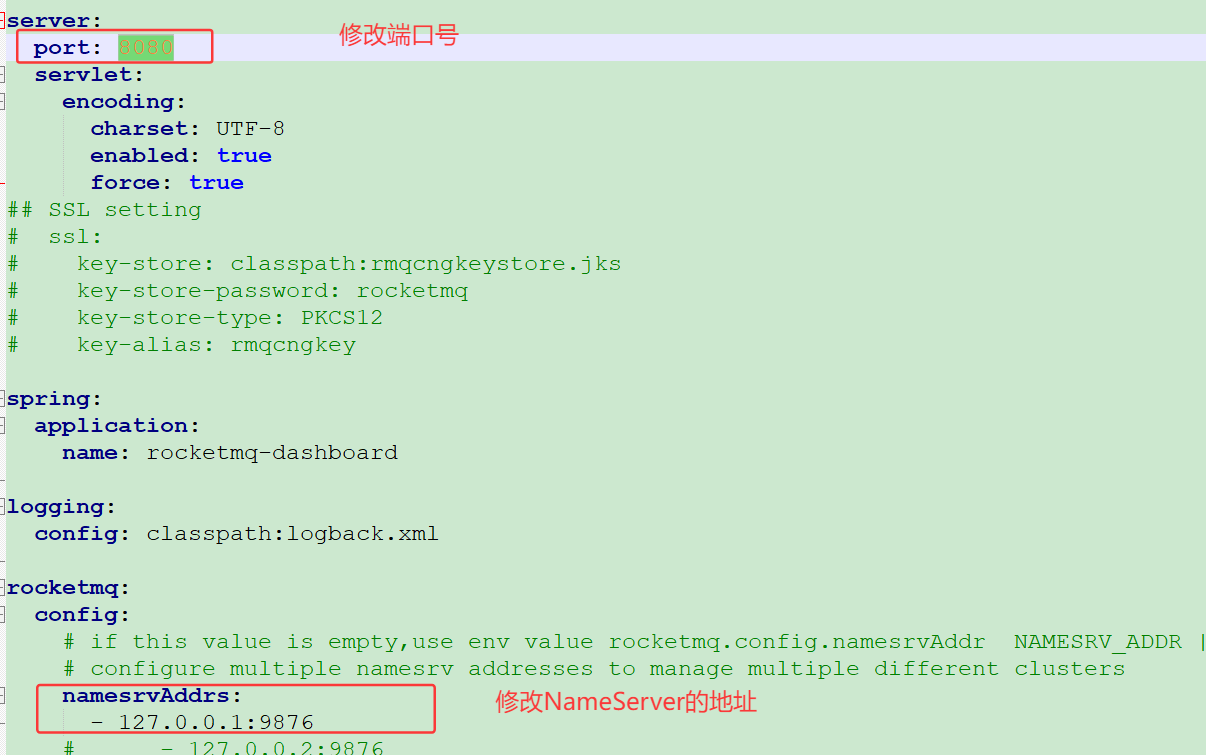 server:
  port: 8080
修改端口号
  servlet:
    encoding:
      charset: UTF-8
      enabled: true
      force: true
## SSL setting
#  ssl:
#    key-store: classpath:rmqcngkeystore.jks
#    key-store-password: rocketmq
#    key-store-type: PKCS12
#    key-alias: rmqcngkey
spring:
  application:
    name: rocketmq-dashboard
logging:
  config: classpath:logback.xml
rocketmq:
  config:
    # if this value is empty,use env value rocketmq.config.namesrvAddr  NAMESRV_ADDR |
    # configure multiple namesrv addresses to manage multiple different clusters
    namesrvAddrs:
修改NameServer的地址
      - 127.0.0.1:9876
    #      - 127.0.0.2:9876